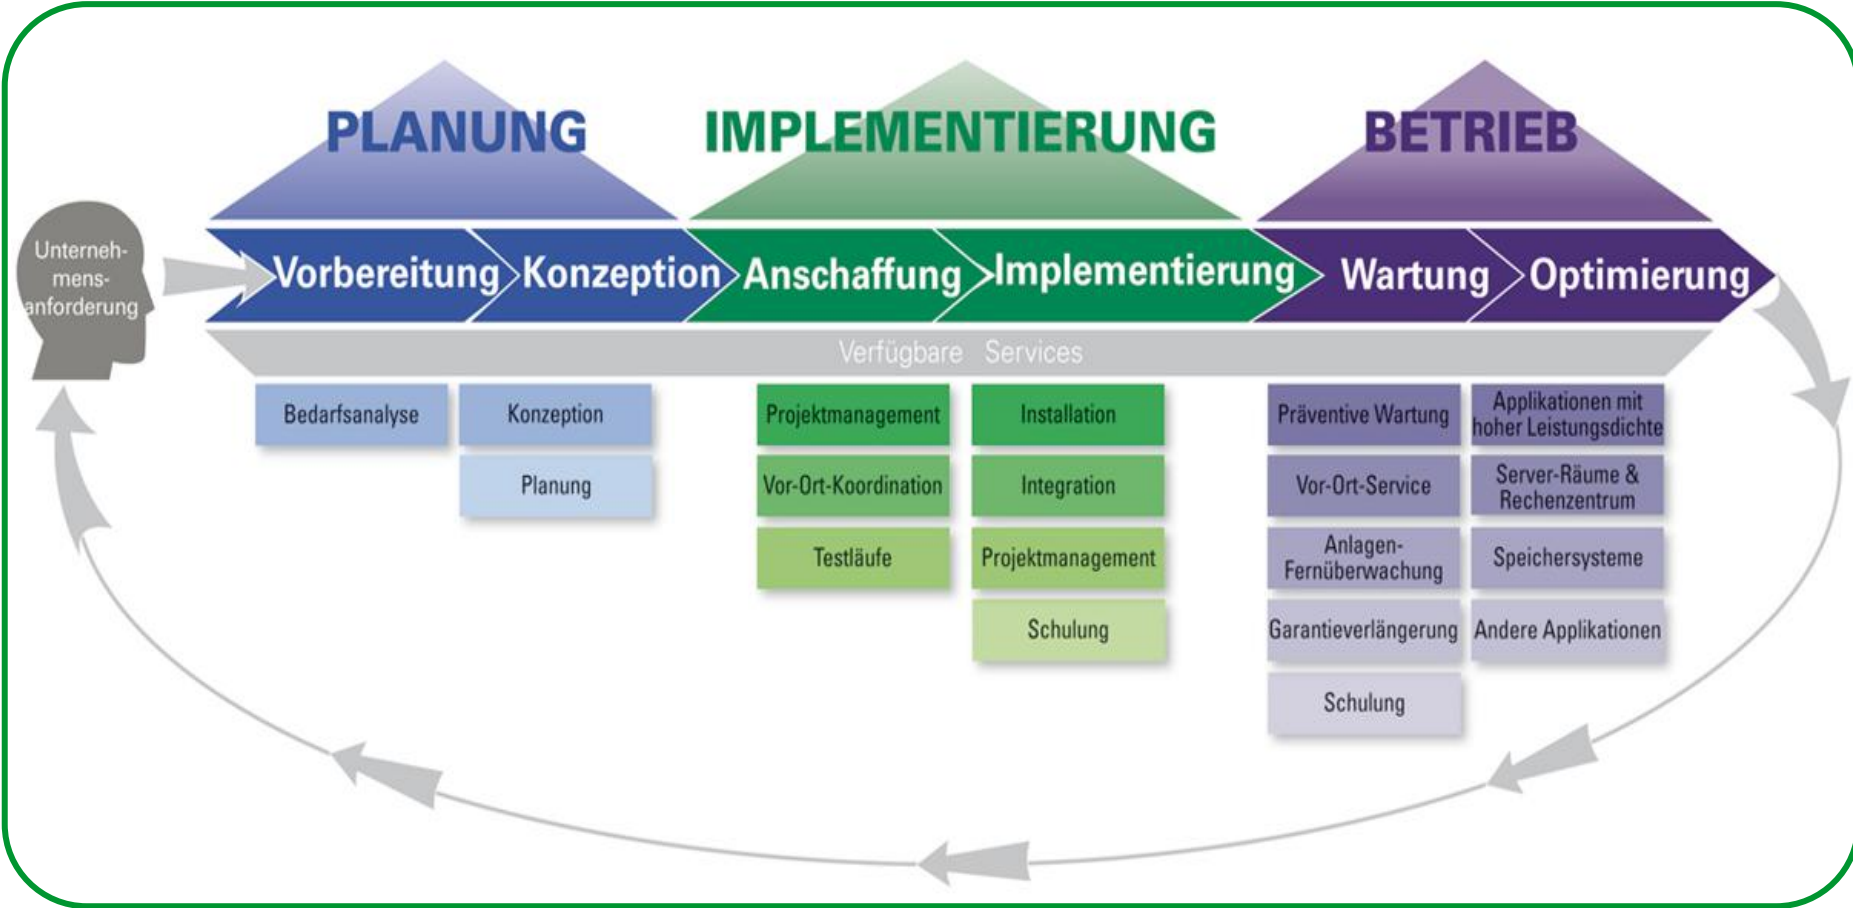 PLANUNG
IMPLEMENTIERUNG
BETRIEB
Unterneh-
mens-
anforderung
Vorbereitung
Konzeption
Anschaffung
Implementierung
Wartung
Optimierung
Verfügbare Services
Bedarfsanalyse
Konzeption
Planung
Projektmanagement
Vor-Ort-Koordination
Testläufe
Installation
Integration
Projektmanagement
Schulung
Präventive Wartung
Vor-Ort-Service
Anlagen-
Fernüberwachung
Garantieverlängerung
Schulung
Applikationen mit
hoher Leistungsdichte
Server-Räume &
Rechenzentrum
Speichersysteme
Andere Applikationen